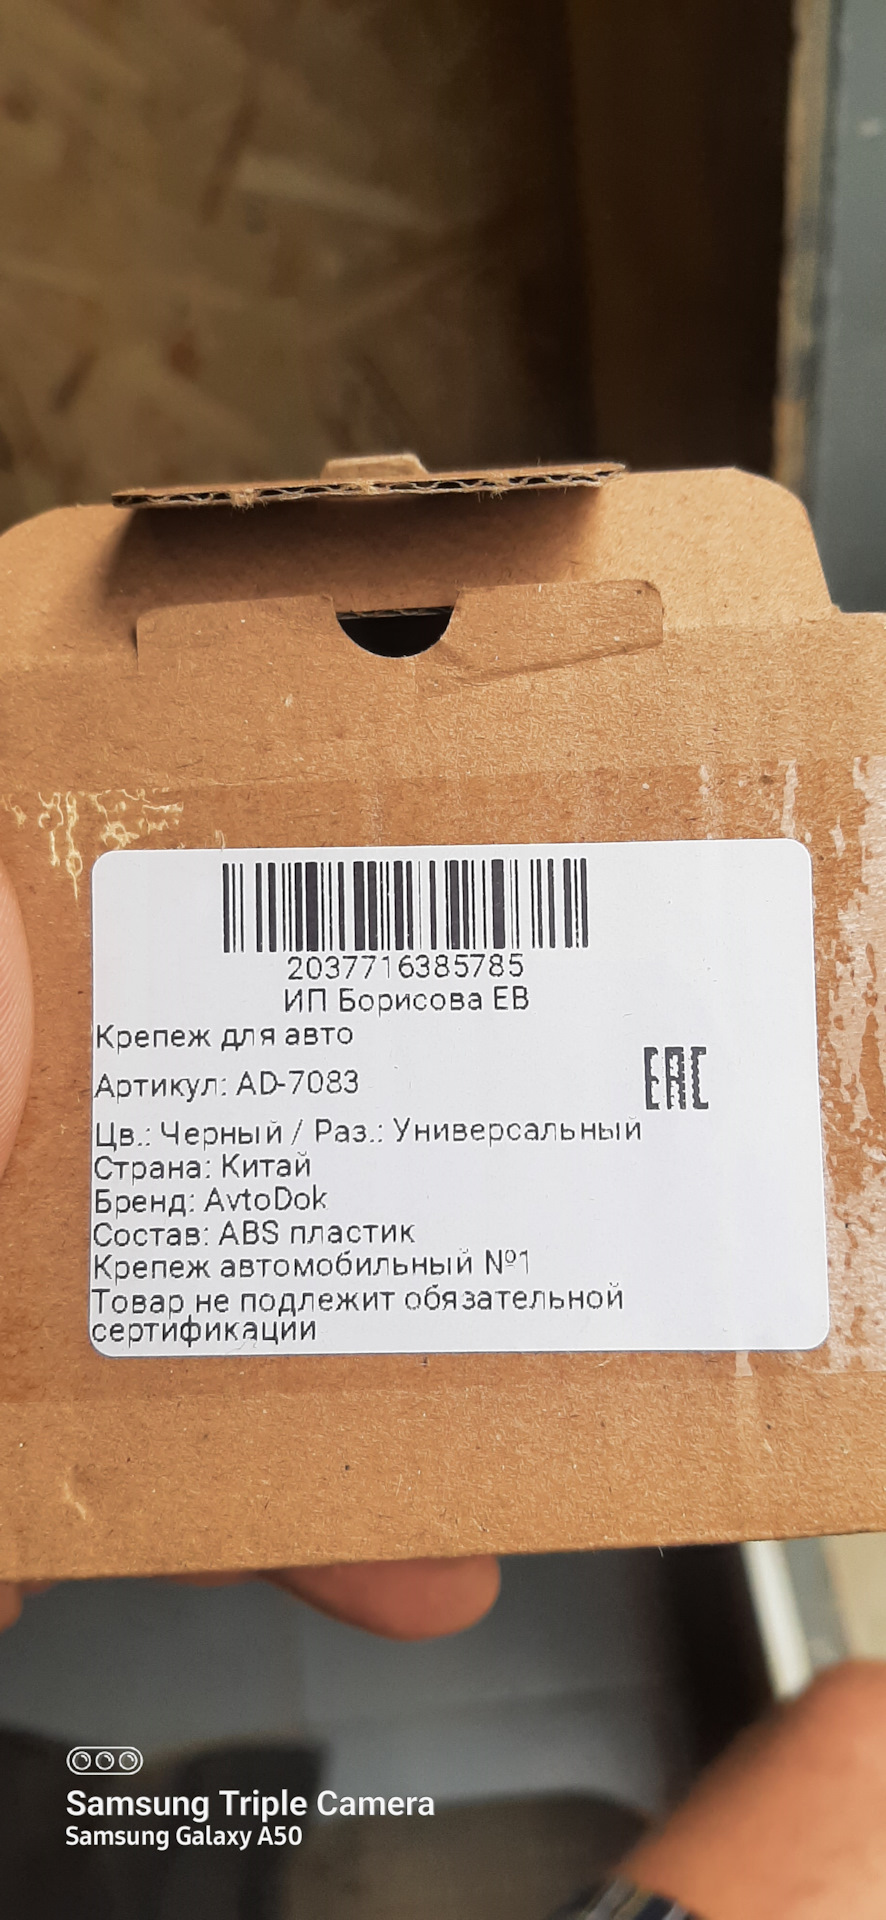 2037716385785
ИП Борисова ЕВ
Крепеж для авто
Артикул: AD-7083
EAC
Цв.: Черный / Раз.: Универсальный
Страна: Китай
Бренд: AvtoDok
Состав: ABS пластик
Крепеж автомобильный №1
Товар не подлежит обязательной
сертификации
Samsung Triple Camera
Samsung Galaxy A50